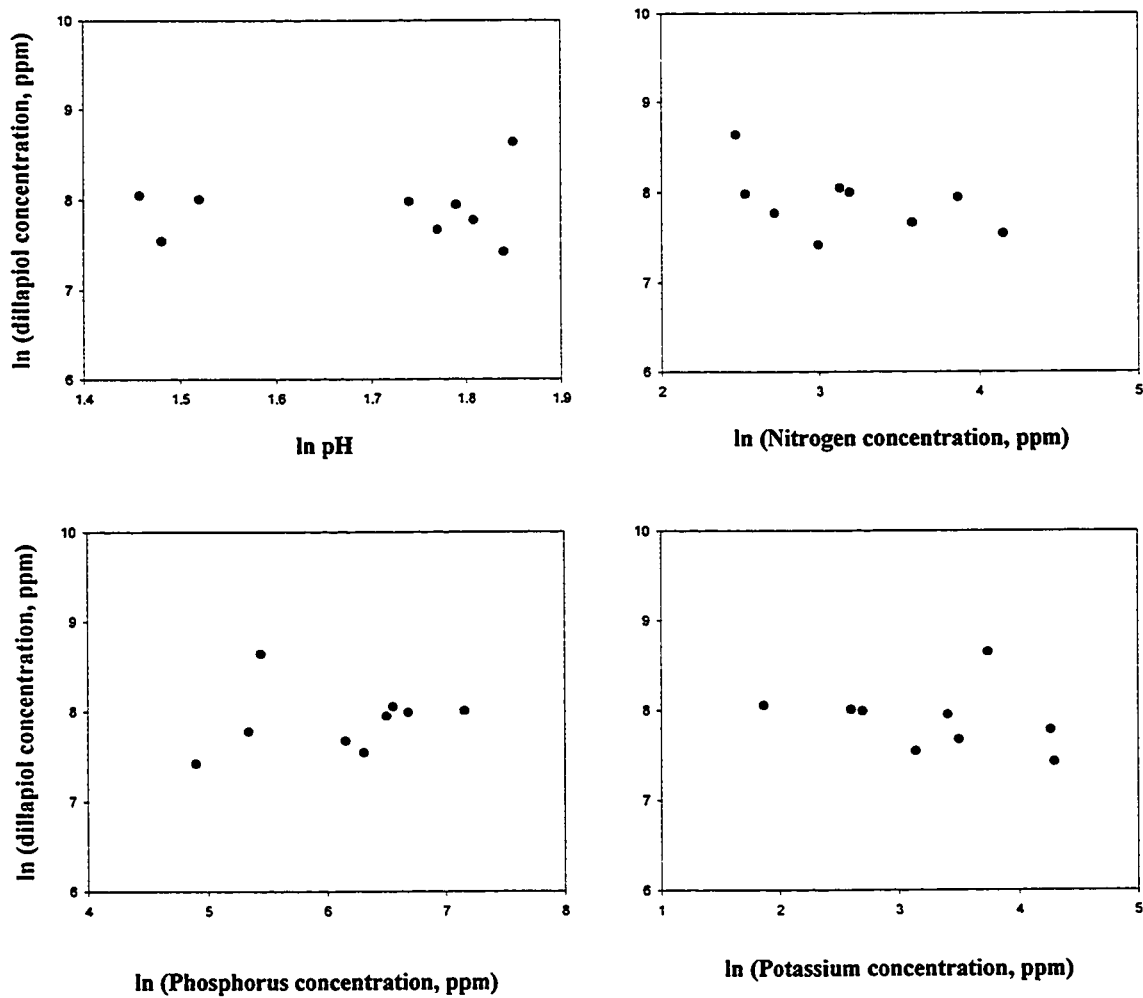 10
9
8
7
6
ln (dillapiol concentration, ppm)
1.4 1.5 1.7 1.8 1.9
ln pH
10
9
8
7
6
2 3 4 5
ln (Nitrogen concentration, ppm)
10
9
8
7
6
ln (dillapiol concentration, ppm)
4 5 6 7 8
ln (Phosphorus concentration, ppm)
10
9
8
7
6
1 2 3 4 5
ln (Potassium concentration, ppm)